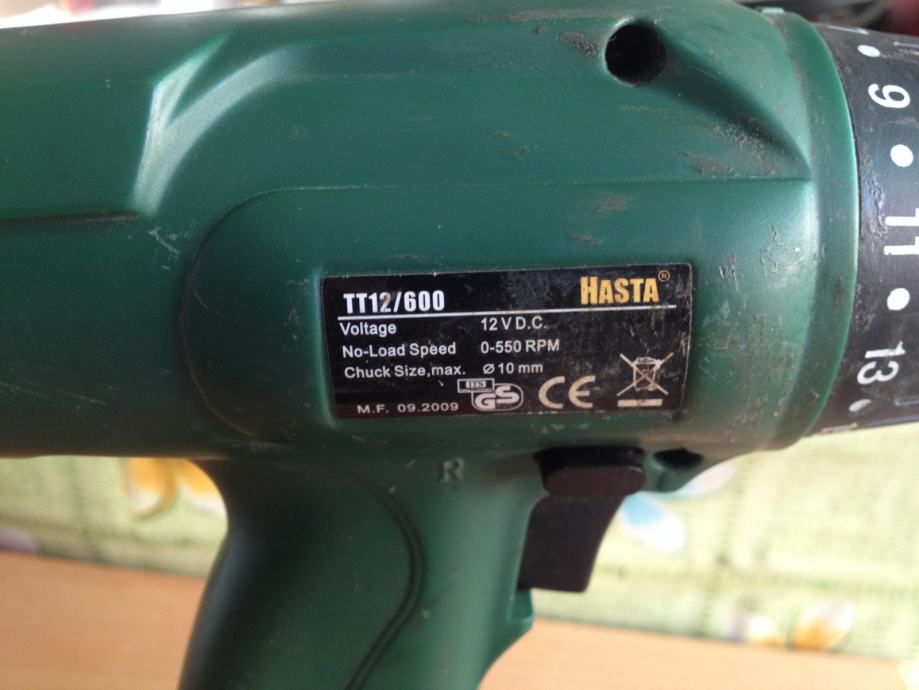 TT12/600 HASTA®
Voltage 12 V D.C.
No-Load Speed 0-550 RPM
Chuck Size,max. Ø 10 mm
M.F. 09.2009 ITS GS CE
R
9
11
13